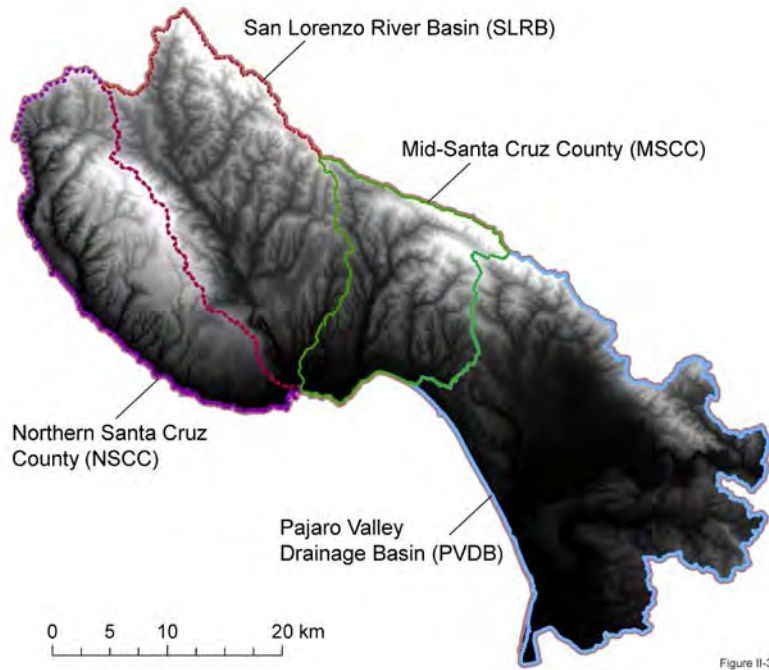 San Lorenzo River Basin (SLRB)
Mid-Santa Cruz County (MSCC)
Northern Santa Cruz
County (NSCC)
Pajaro Valley
Drainage Basin (PVDB)
0 5 10 20 km